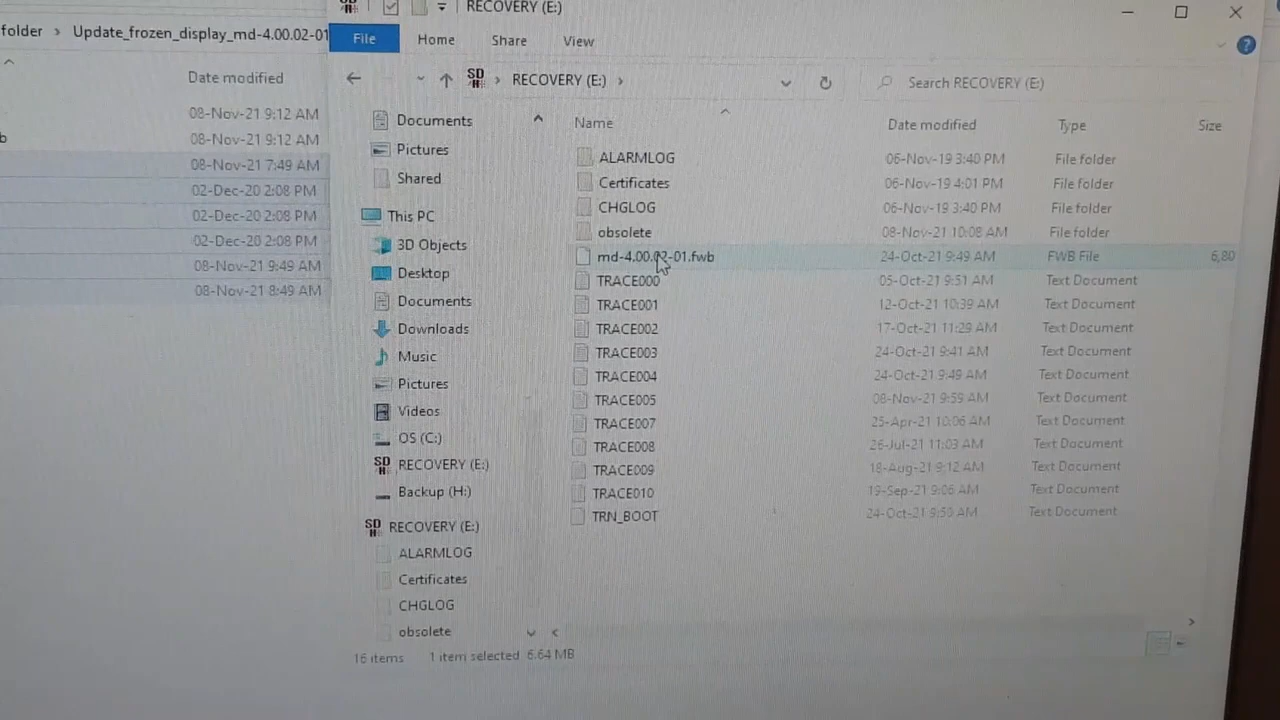 RECOVERY (E:)
folder > Update_frozen_display_md-4.00.02-01
File Home Share View
SD RECOVERY (E:) > Search RECOVERY (E:)
Date modified
08-Nov-21 9:12 AM
b 08-Nov-21 9:12 AM
08-Nov-21 7:49 AM
02-Dec-20 2:08 PM
02-Dec-20 2:08 PM
02-Dec-20 2:08 PM
08-Nov-21 9:49 AM
08-Nov-21 8:49 AM
Documents
Pictures
Shared
This PC
3D Objects
Desktop
Documents
Downloads
Music
Pictures
Videos
OS (C:)
SD RECOVERY (E:)
Backup (H:)
SD RECOVERY (E:)
ALARMLOG
Certificates
CHGLOG
obsolete
Name Date modified Type Size
ALARMLOG 06-Nov-19 3:40 PM File folder
Certificates 06-Nov-19 4:01 PM File folder
CHGLOG 06-Nov-19 3:40 PM File folder
obsolete 08-Nov-21 10:08 AM File folder
md-4.00.02-01.fwb 24-Oct-21 9:49 AM FWB File 6,80
TRACE000 05-Oct-21 9:51 AM Text Document
TRACE001 12-Oct-21 10:39 AM Text Document
TRACE002 17-Oct-21 11:29 AM Text Document
TRACE003 24-Oct-21 9:41 AM Text Document
TRACE004 24-Oct-21 9:49 AM Text Document
TRACE005 08-Nov-21 9:59 AM Text Document
TRACE007 25-Apr-21 10:06 AM Text Document
TRACE008 26-Jul-21 11:03 AM Text Document
TRACE009 18-Aug-21 9:12 AM Text Document
TRACE010 19-Sep-21 9:06 AM Text Document
TRN_BOOT 24-Oct-21 9:50 AM Text Document
16 items 1 item selected 6.64 MB